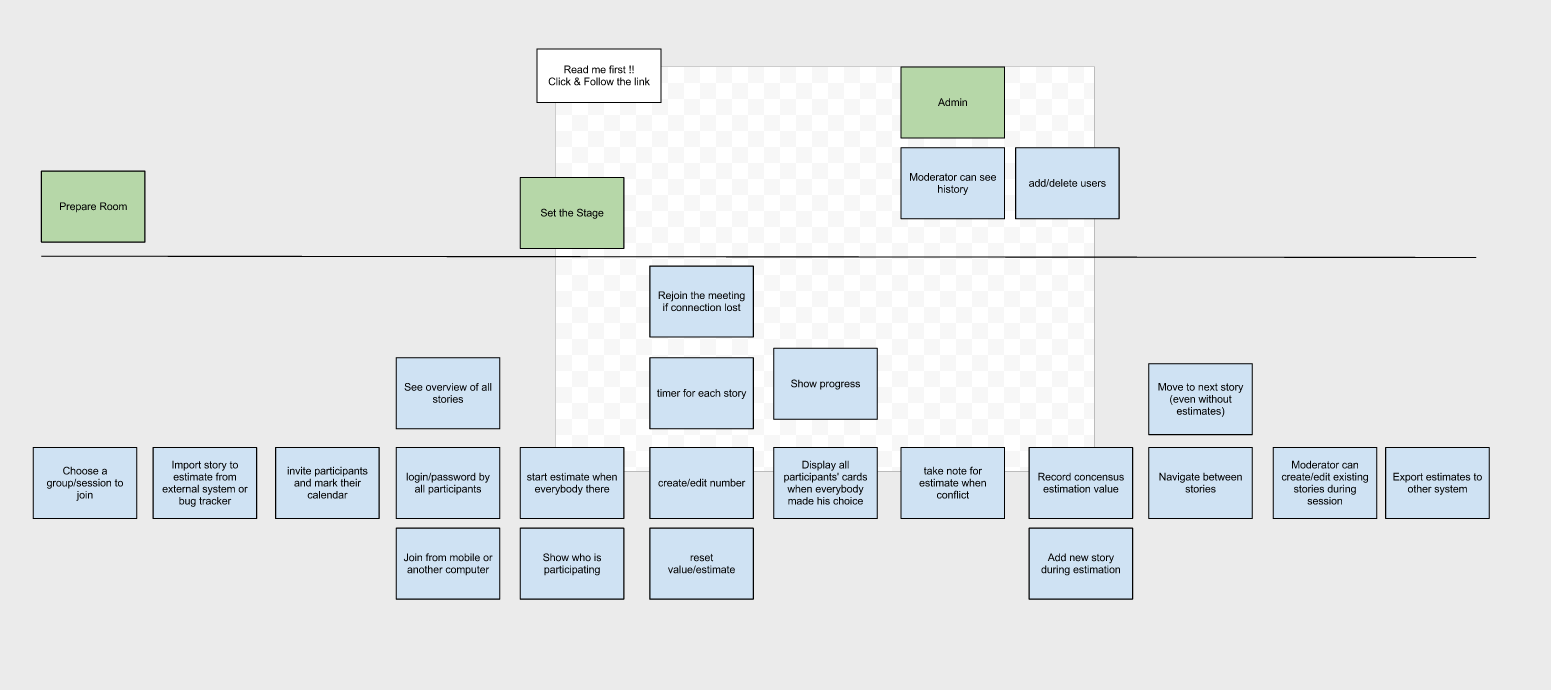 Read me first !!
Click & Follow the link
Admin
Moderator can see
history
add/delete users
Prepare Room
Set the Stage
Rejoin the meeting
if connection lost
See overview of all
stories
timer for each story
Show progress
Move to next story
(even without
estimates)
Choose a
group/session to
join
Import story to
estimate from
external system or
bug tracker
invite participants
and mark their
calendar
login/password by
all participants
start estimate when
everybody there
create/edit number
Display all
participants' cards
when everybody
made his choice
take note for
estimate when
conflict
Record concensus
estimation value
Navigate between
stories
Moderator can
create/edit existing
stories during
session
Export estimates to
other system
Join from mobile or
another computer
Show who is
participating
reset
value/estimate
Add new story
during estimation